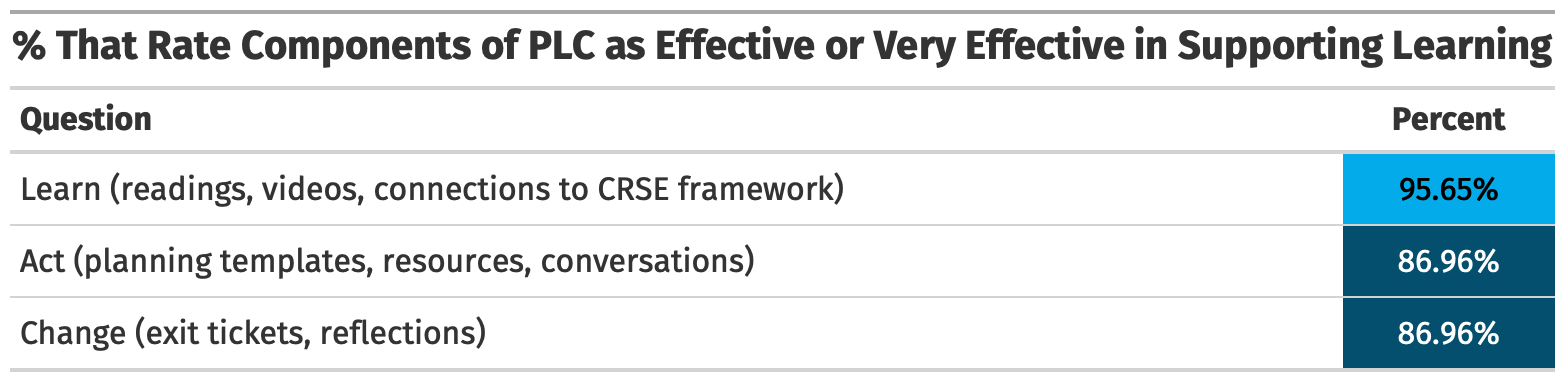 % That Rate Components of PLC as Effective or Very Effective in Supporting Learning
Question Percent
Learn (readings, videos, connections to CRSE framework) 95.65%
Act (planning templates, resources, conversations) 86.96%
Change (exit tickets, reflections) 86.96%